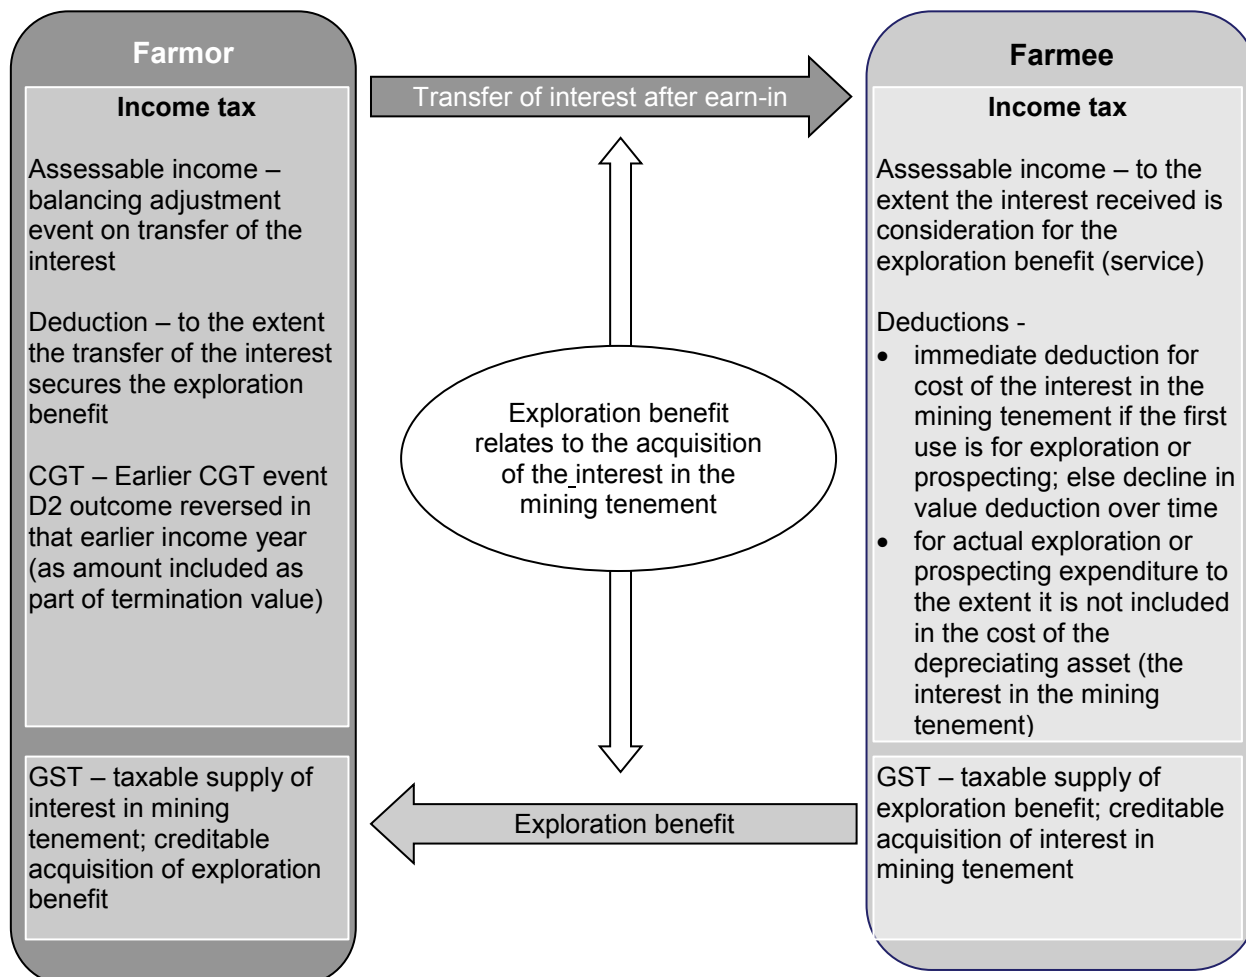 Farmor
Income tax
Assessable income –
balancing adjustment
event on transfer of the
interest
Deduction – to the extent
the transfer of the interest
secures the exploration
benefit
CGT – Earlier CGT event
D2 outcome reversed in
that earlier income year
(as amount included as
part of termination value)
GST – taxable supply of
interest in mining
tenement; creditable
acquisition of exploration
benefit
Transfer of interest after earn-in
Exploration benefit
relates to the acquisition
of the interest in the
mining tenement
Exploration benefit
Farmee
Income tax
Assessable income – to the
extent the interest received is
consideration for the
exploration benefit (service)
Deductions -
• immediate deduction for
cost of the interest in the
mining tenement if the first
use is for exploration or
prospecting; else decline in
value deduction over time
• for actual exploration or
prospecting expenditure to
the extent it is not included
in the cost of the
depreciating asset (the
interest in the mining
tenement)
GST – taxable supply of
exploration benefit; creditable
acquisition of interest in
mining tenement